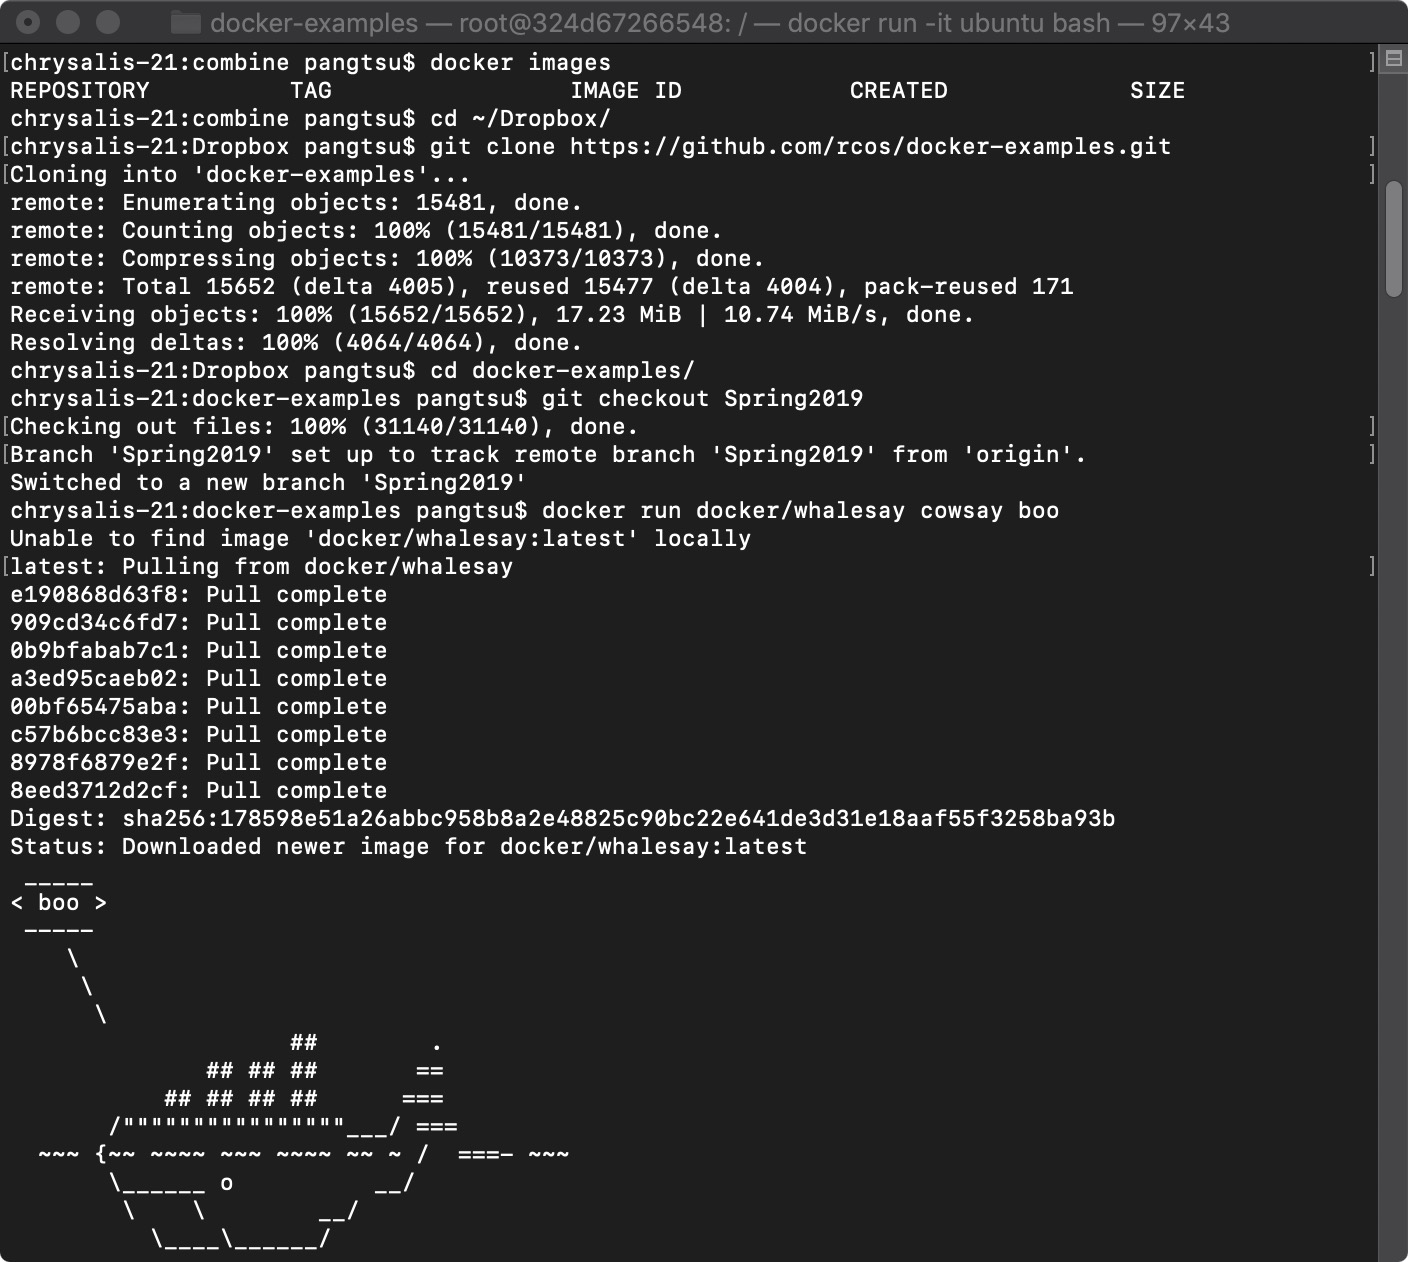 docker-examples — root@324d67266548: / — docker run -it ubuntu bash — 97×43
[chrysalis-21:combine pangtsu$ docker images ]
REPOSITORY          TAG                 IMAGE ID            CREATED             SIZE
chrysalis-21:combine pangtsu$ cd ~/Dropbox/
[chrysalis-21:Dropbox pangtsu$ git clone https://github.com/rcos/docker-examples.git ]
[Cloning into 'docker-examples'... ]
remote: Enumerating objects: 15481, done.
remote: Counting objects: 100% (15481/15481), done.
remote: Compressing objects: 100% (10373/10373), done.
remote: Total 15652 (delta 4005), reused 15477 (delta 4004), pack-reused 171
Receiving objects: 100% (15652/15652), 17.23 MiB | 10.74 MiB/s, done.
Resolving deltas: 100% (4064/4064), done.
chrysalis-21:Dropbox pangtsu$ cd docker-examples/
chrysalis-21:docker-examples pangtsu$ git checkout Spring2019
[Checking out files: 100% (31140/31140), done. ]
[Branch 'Spring2019' set up to track remote branch 'Spring2019' from 'origin'. ]
Switched to a new branch 'Spring2019'
chrysalis-21:docker-examples pangtsu$ docker run docker/whalesay cowsay boo
Unable to find image 'docker/whalesay:latest' locally
[latest: Pulling from docker/whalesay ]
e190868d63f8: Pull complete
909cd34c6fd7: Pull complete
0b9bfabab7c1: Pull complete
a3ed95caeb02: Pull complete
00bf65475aba: Pull complete
c57b6bcc83e3: Pull complete
8978f6879e2f: Pull complete
8eed3712d2cf: Pull complete
Digest: sha256:178598e51a26abbc958b8a2e48825c90bc22e641de3d31e18aaf55f3258ba93b
Status: Downloaded newer image for docker/whalesay:latest
 _____
< boo >
 -----
    \
     \
      \
                    ##        .
              ## ## ##       ==
           ## ## ## ##      ===
       /""""""""""""""""___/ ===
  ~~~ {~~ ~~~~ ~~~ ~~~~ ~~ ~ /  ===- ~~~
       \______ o          __/
        \    \        __/
          \____\______/